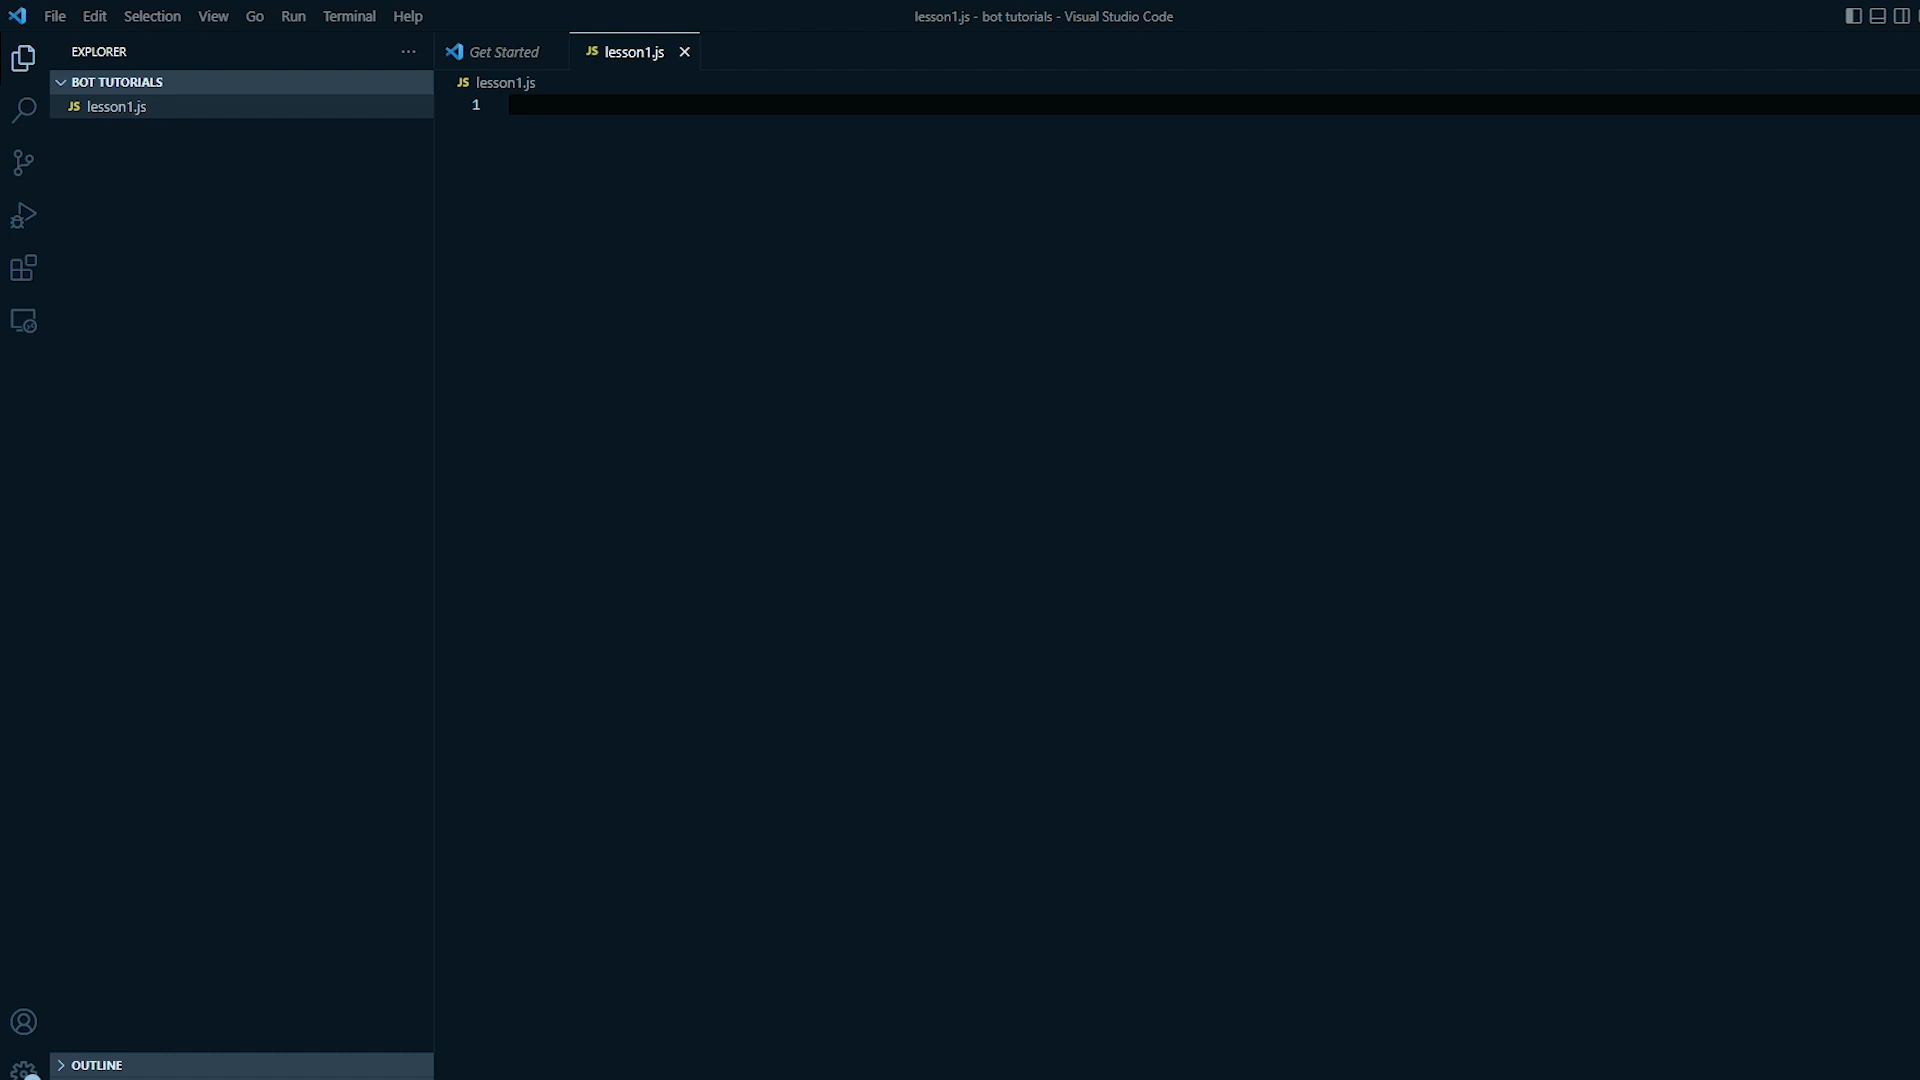 File Edit Selection View Go Run Terminal Help
lesson1.js - bot tutorials - Visual Studio Code
EXPLORER
Get Started
JS lesson1.js
BOT TUTORIALS
JS lesson1.js
JS lesson1.js
1
OUTLINE